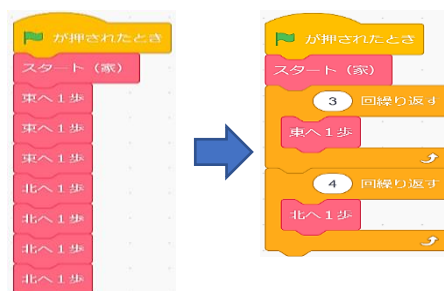 が押されたとき
スタート（家）
東へ１歩
東へ１歩
東へ１歩
北へ１歩
北へ１歩
北へ１歩
北へ１歩
が押されたとき
スタート（家）
3 回繰り返す
東へ１歩
4 回繰り返す
北へ１歩